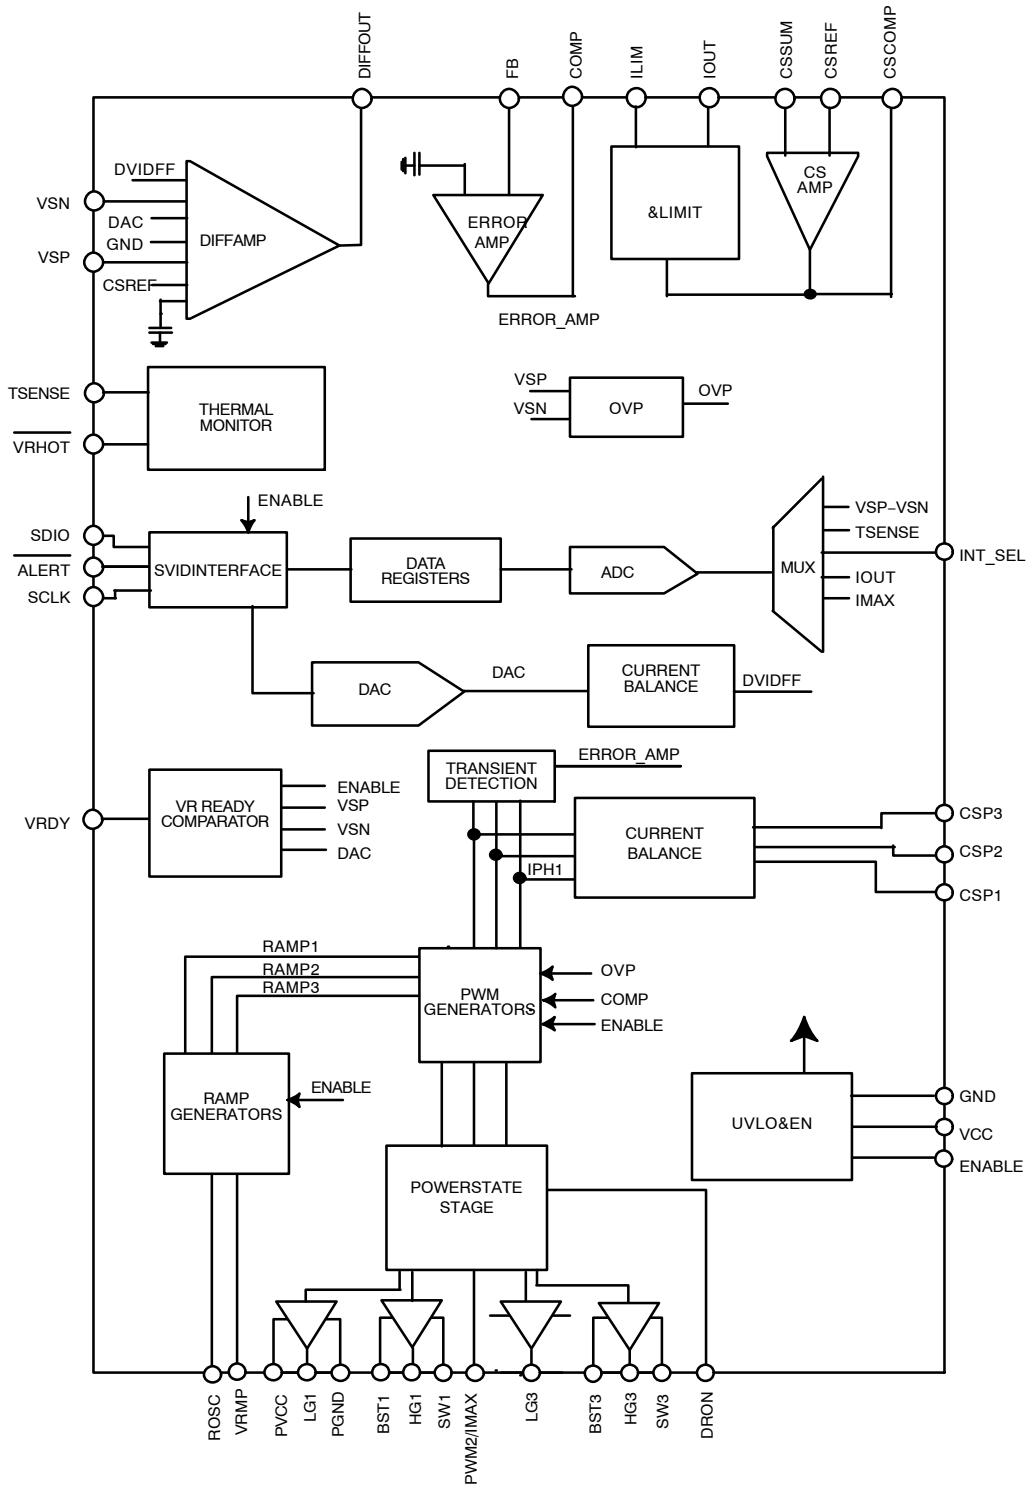 DIFFOUT
FB
COMP
ILIM
IOUT
CSSUM
CSREF
CSCOMP
DVIDFF
VSN
DAC
GND
VSP
CSREF
DIFFAMP
ERROR
AMP
ERROR_AMP
&LIMIT
CS
AMP
TSENSE
VRHOT
THERMAL
MONITOR
VSP
VSN
OVP
OVP
ENABLE
SDIO
ALERT
SCLK
SVIDINTERFACE
DATA
REGISTERS
ADC
MUX
VSP−VSN
TSENSE
INT_SEL
IOUT
IMAX
DAC
DAC
CURRENT
BALANCE
DVIDFF
TRANSIENT
DETECTION
ERROR_AMP
VRDY
VR READY
COMPARATOR
ENABLE
VSP
VSN
DAC
IPH1
CURRENT
BALANCE
CSP3
CSP2
CSP1
RAMP1
RAMP2
RAMP3
PWM
GENERATORS
OVP
COMP
ENABLE
RAMP
GENERATORS
ENABLE
UVLO&EN
GND
VCC
ENABLE
POWERSTATE
STAGE
ROSC
VRMP
PVCC
LG1
PGND
BST1
HG1
SW1
PWM2/IMAX
LG3
BST3
HG3
SW3
DRON